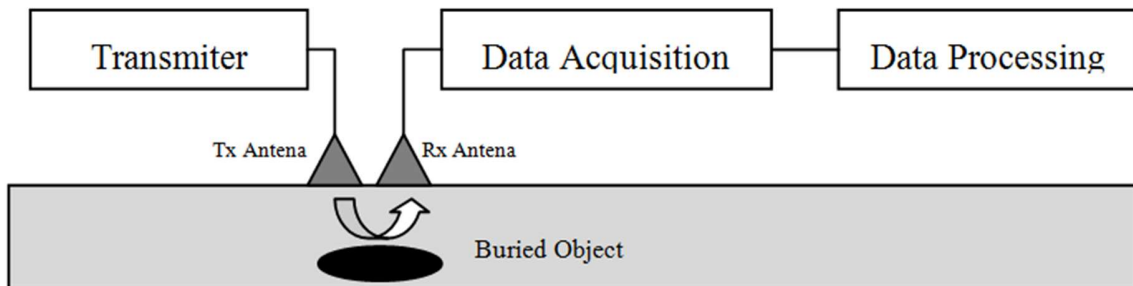 Transmiter
Data Acquisition
Data Processing
Tx Antena
Rx Antena
Buried Object